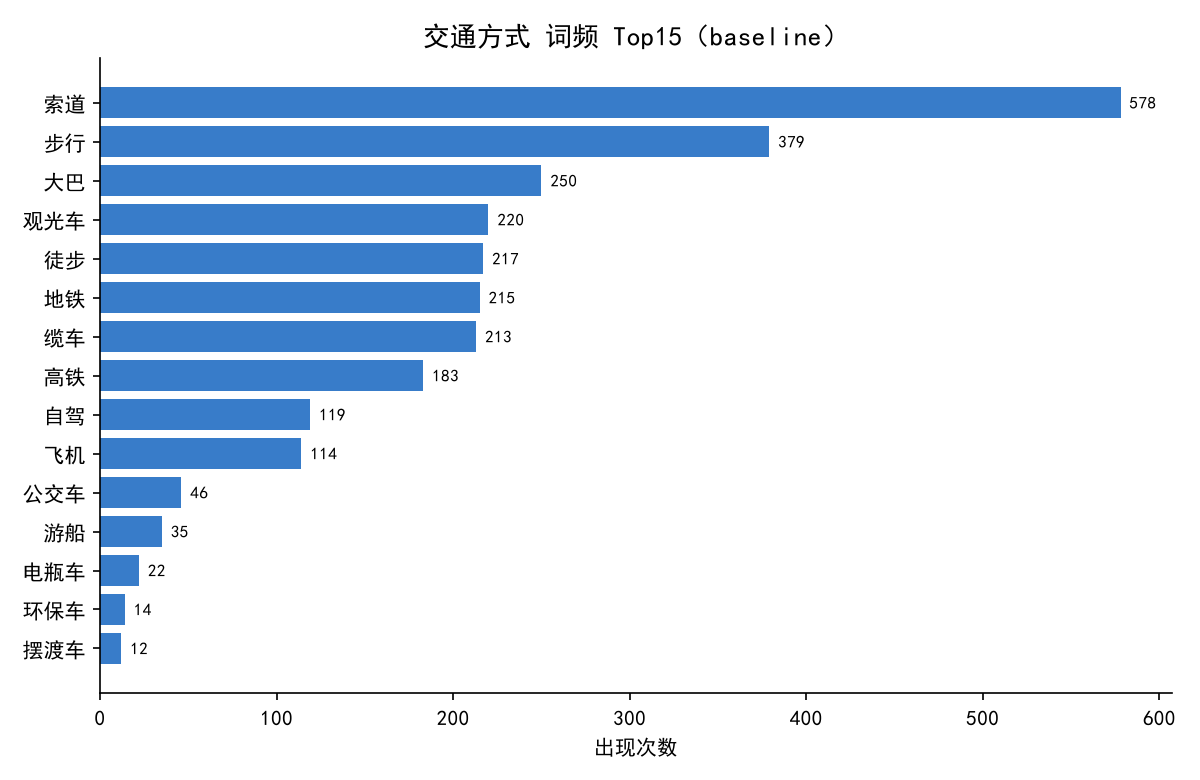 交通方式 词频 Top15（baseline）
索道 578
步行 379
大巴 250
观光车 220
徒步 217
地铁 215
缆车 213
高铁 183
自驾 119
飞机 114
公交车 46
游船 35
电瓶车 22
环保车 14
摆渡车 12
0 100 200 300 400 500 600
出现次数